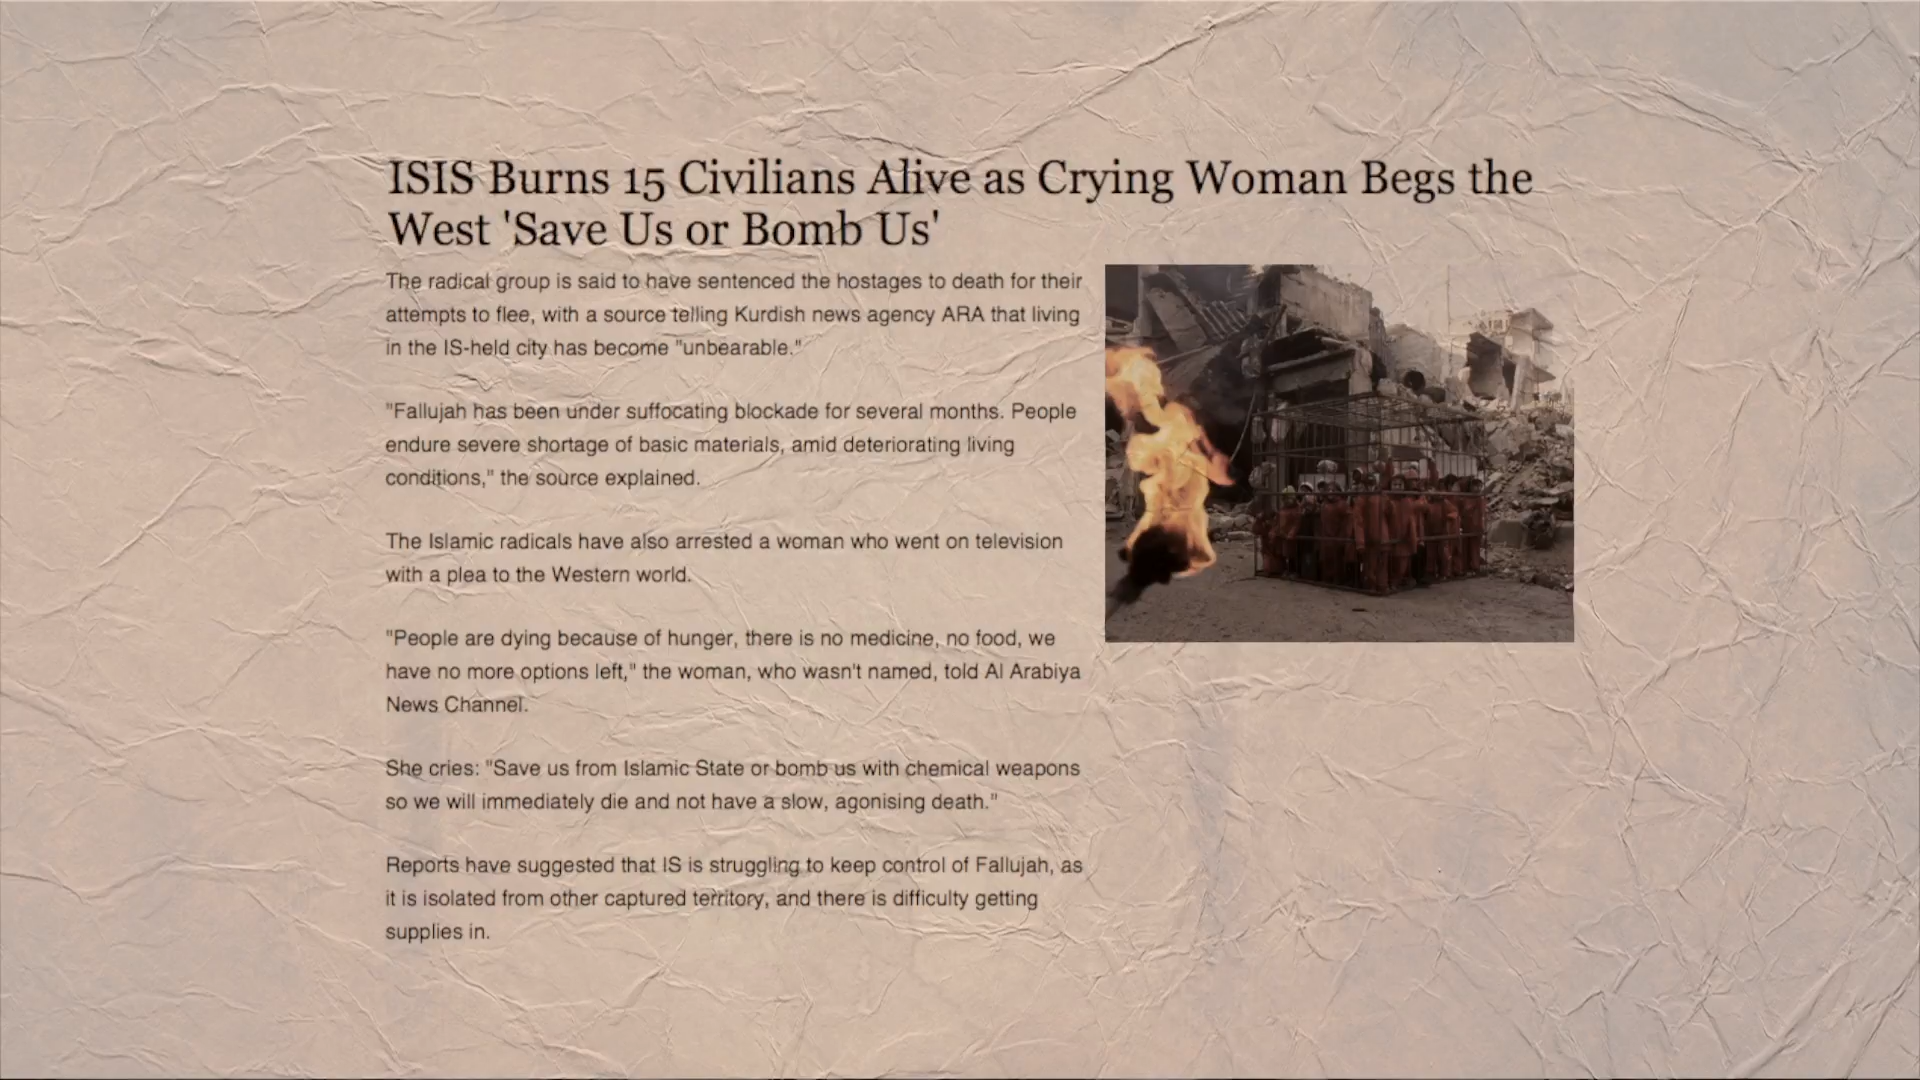 ISIS Burns 15 Civilians Alive as Crying Woman Begs the
West 'Save Us or Bomb Us'
The radical group is said to have sentenced the hostages to death for their
attempts to flee, with a source telling Kurdish news agency ARA that living
in the IS-held city has become "unbearable."
"Fallujah has been under suffocating blockade for several months. People
endure severe shortage of basic materials, amid deteriorating living
conditions," the source explained.
The Islamic radicals have also arrested a woman who went on television
with a plea to the Western world.
"People are dying because of hunger, there is no medicine, no food, we
have no more options left," the woman, who wasn't named, told Al Arabiya
News Channel.
She cries: "Save us from Islamic State or bomb us with chemical weapons
so we will immediately die and not have a slow, agonising death."
Reports have suggested that IS is struggling to keep control of Fallujah, as
it is isolated from other captured territory, and there is difficulty getting
supplies in.